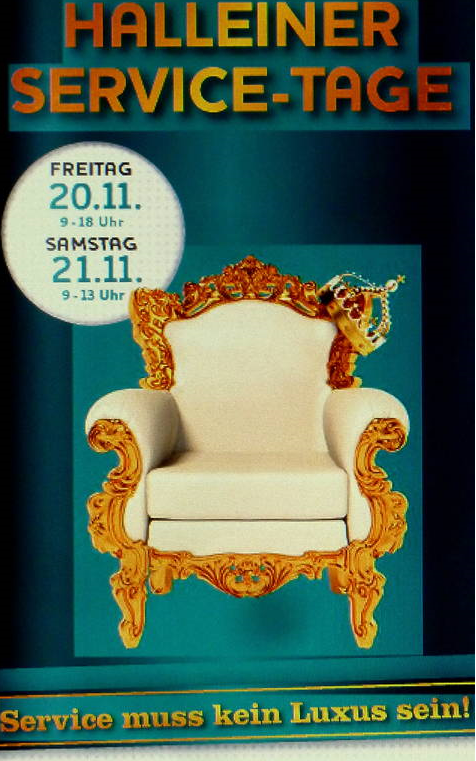 HALLEINER
SERVICE-TAGE
FREITAG
20.11.
9-18 Uhr
SAMSTAG
21.11.
9-13 Uhr
Service muss kein Luxus sein!